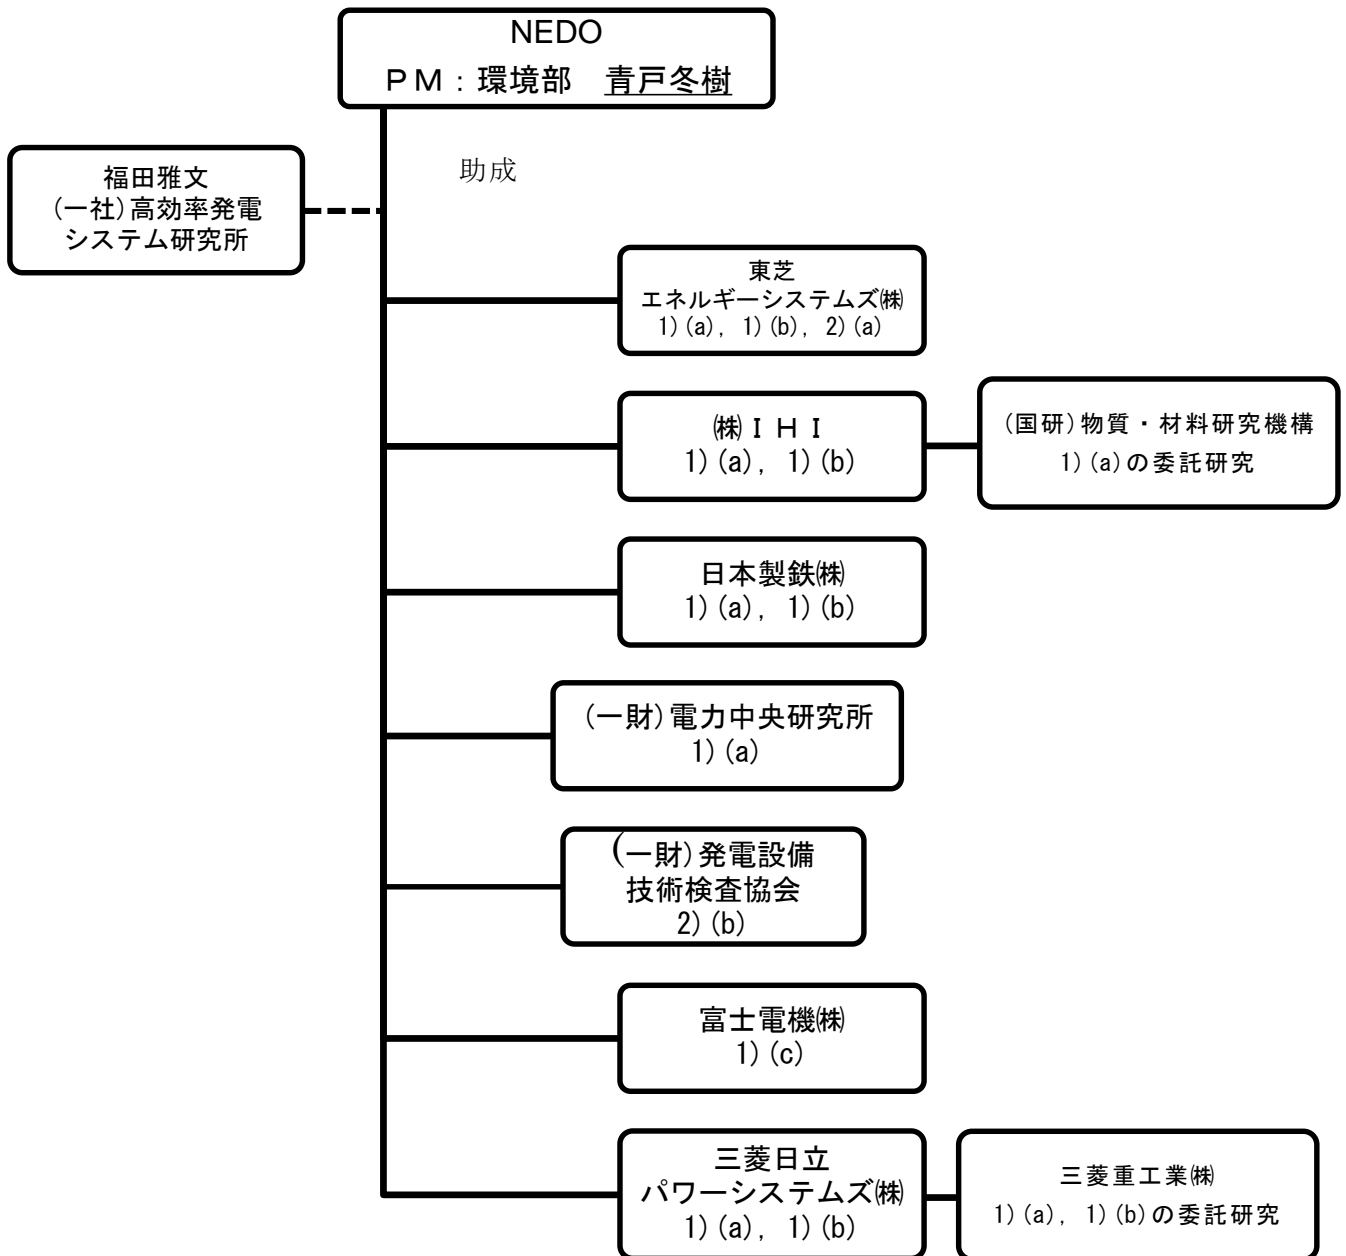 NEDO
PM：環境部　青戸冬樹
助成
福田雅文
(一社)高効率発電
システム研究所
東芝
エネルギーシステムズ㈱
1)(a), 1)(b), 2)(a)
㈱ＩＨＩ
1)(a), 1)(b)
(国研)物質・材料研究機構
1)(a)の委託研究
日本製鉄㈱
1)(a), 1)(b)
(一財)電力中央研究所
1)(a)
(一財)発電設備
技術検査協会
2)(b)
富士電機㈱
1)(c)
三菱日立
パワーシステムズ㈱
1)(a), 1)(b)
三菱重工業㈱
1)(a), 1)(b)の委託研究